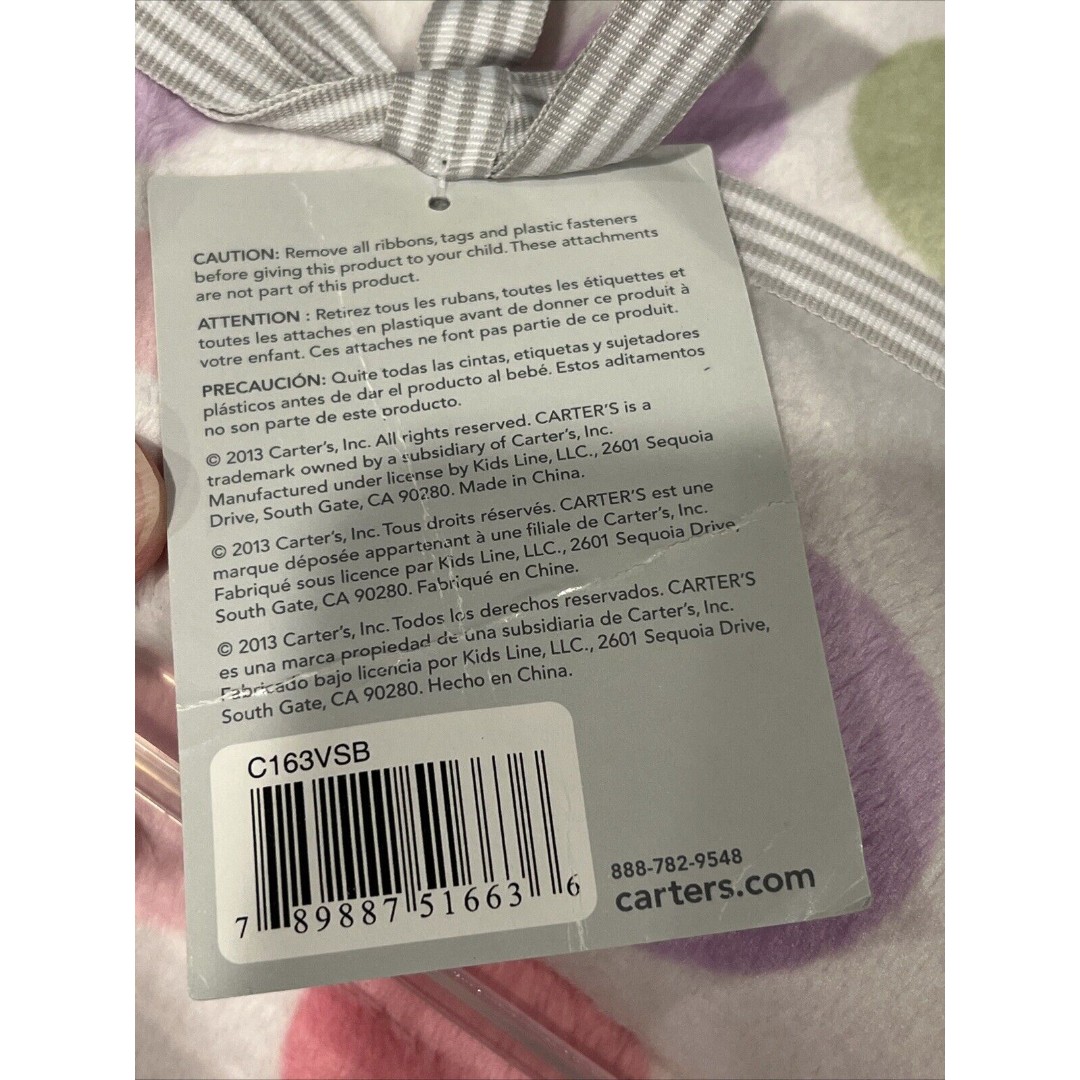 CAUTION: Remove all ribbons, tags and plastic fasteners
before giving this product to your child. These attachments
are not part of this product.
ATTENTION : Retirez tous les rubans, toutes les étiquettes et
toutes les attaches en plastique avant de donner ce produit à
votre enfant. Ces attaches ne font pas partie de ce produit.
PRECAUCIÓN: Quite todas las cintas, etiquetas y sujetadores
plásticos antes de dar el producto al bebé. Estos aditamentos
no son parte de este producto.
© 2013 Carter's, Inc. All rights reserved. CARTER'S is a
trademark owned by a subsidiary of Carter's, Inc.
Manufactured under license by Kids Line, LLC., 2601 Sequoia
Drive, South Gate, CA 90280. Made in China.
© 2013 Carter's, Inc. Tous droits réservés. CARTER'S est une
marque déposée appartenant à une filiale de Carter's, Inc.
Fabriqué sous licence par Kids Line, LLC., 2601 Sequoia Drive,
South Gate, CA 90280. Fabriqué en Chine.
© 2013 Carter's, Inc. Todos los derechos reservados. CARTER'S
es una marca propiedad de una subsidiaria de Carter's, Inc.
Fabricado bajo licencia por Kids Line, LLC., 2601 Sequoia Drive,
South Gate, CA 90280. Hecho en China.
C163VSB
7 89887 51663 6
888-782-9548
carters.com